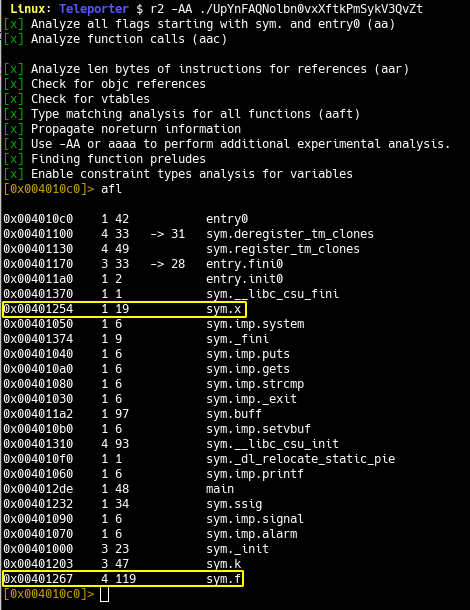 Linux: Teleporter $ r2 -AA ./UpYnFAQNolbn0vxXftkPmSykV3QvZt
[x] Analyze all flags starting with sym. and entry0 (aa)
[x] Analyze function calls (aac)
[x] Analyze len bytes of instructions for references (aar)
[x] Check for objc references
[x] Check for vtables
[x] Type matching analysis for all functions (aaft)
[x] Propagate noreturn information
[x] Use -AA or aaaa to perform additional experimental analysis.
[x] Finding function preludes
[x] Enable constraint types analysis for variables
[0x004010c0]> afl
0x004010c0 1 42 entry0
0x00401100 4 33 -> 31 sym.deregister_tm_clones
0x00401130 4 49 sym.register_tm_clones
0x00401170 3 33 -> 28 entry.fini0
0x004011a0 1 2 entry.init0
0x00401370 1 1 sym.__libc_csu_fini
0x00401254 1 19 sym.x
0x00401050 1 6 sym.imp.system
0x00401374 1 9 sym._fini
0x00401040 1 6 sym.imp.puts
0x004010a0 1 6 sym.imp.gets
0x00401080 1 6 sym.imp.strcmp
0x00401030 1 6 sym.imp._exit
0x004011a2 1 97 sym.buff
0x004010b0 1 6 sym.imp.setvbuf
0x00401310 4 93 sym.__libc_csu_init
0x004010f0 1 1 sym._dl_relocate_static_pie
0x00401060 1 6 sym.imp.printf
0x004012de 1 48 main
0x00401232 1 34 sym.ssig
0x00401090 1 6 sym.imp.signal
0x00401070 1 6 sym.imp.alarm
0x00401000 3 23 sym._init
0x00401203 3 47 sym.k
0x00401267 4 119 sym.f
[0x004010c0]>